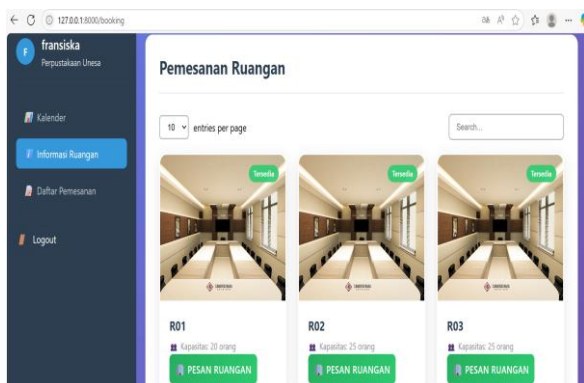 127.0.0.1:8000/booking
F
fransiska
Perpustakaan Unesa
Kalender
Informasi Ruangan
Daftar Pemesanan
Logout
Pemesanan Ruangan
10 entries per page
Search...
Tersedia
Tersedia
Tersedia
R01
R02
R03
Kapasitas: 20 orang
Kapasitas: 25 orang
Kapasitas: 25 orang
PESAN RUANGAN
PESAN RUANGAN
PESAN RUANGAN